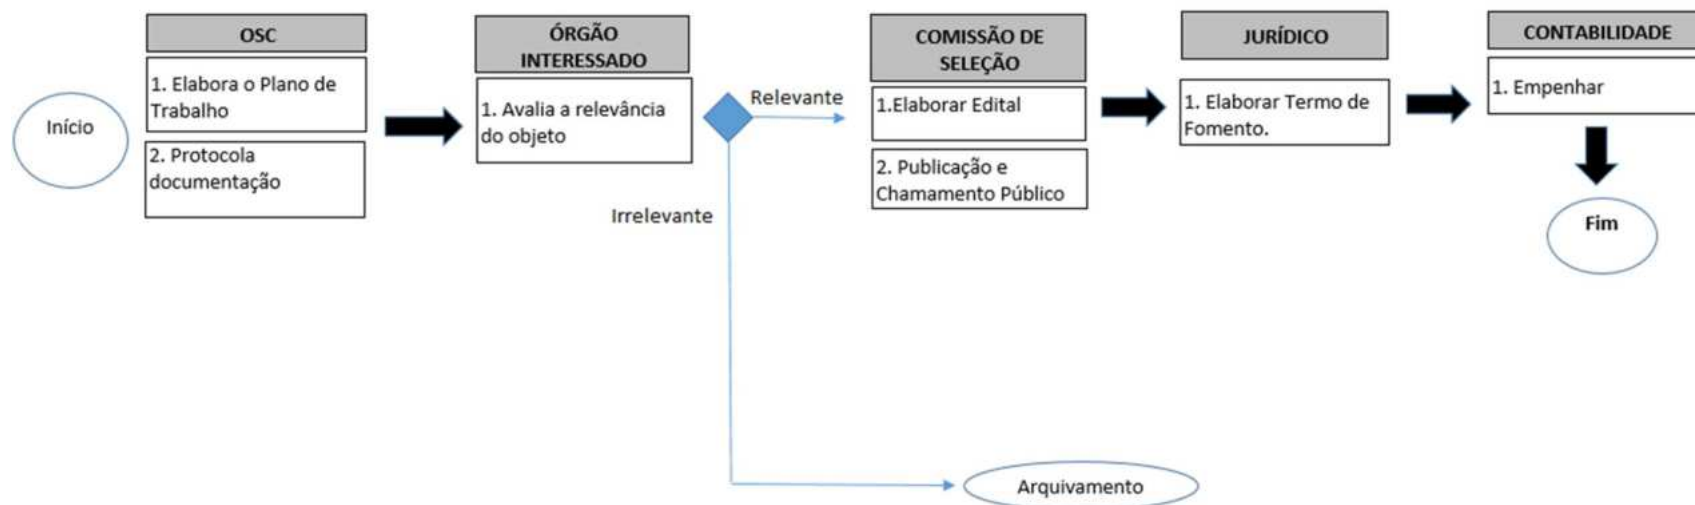 Início
OSC
1. Elabora o Plano de
Trabalho
2. Protocola
documentação
ÓRGÃO
INTERESSADO
1. Avalia a relevância
do objeto
Relevante
Irrelevante
COMISSÃO DE
SELEÇÃO
1.Elaborar Edital
2. Publicação e
Chamamento Público
JURÍDICO
1. Elaborar Termo de
Fomento.
CONTABILIDADE
1. Empenhar
Fim
Arquivamento